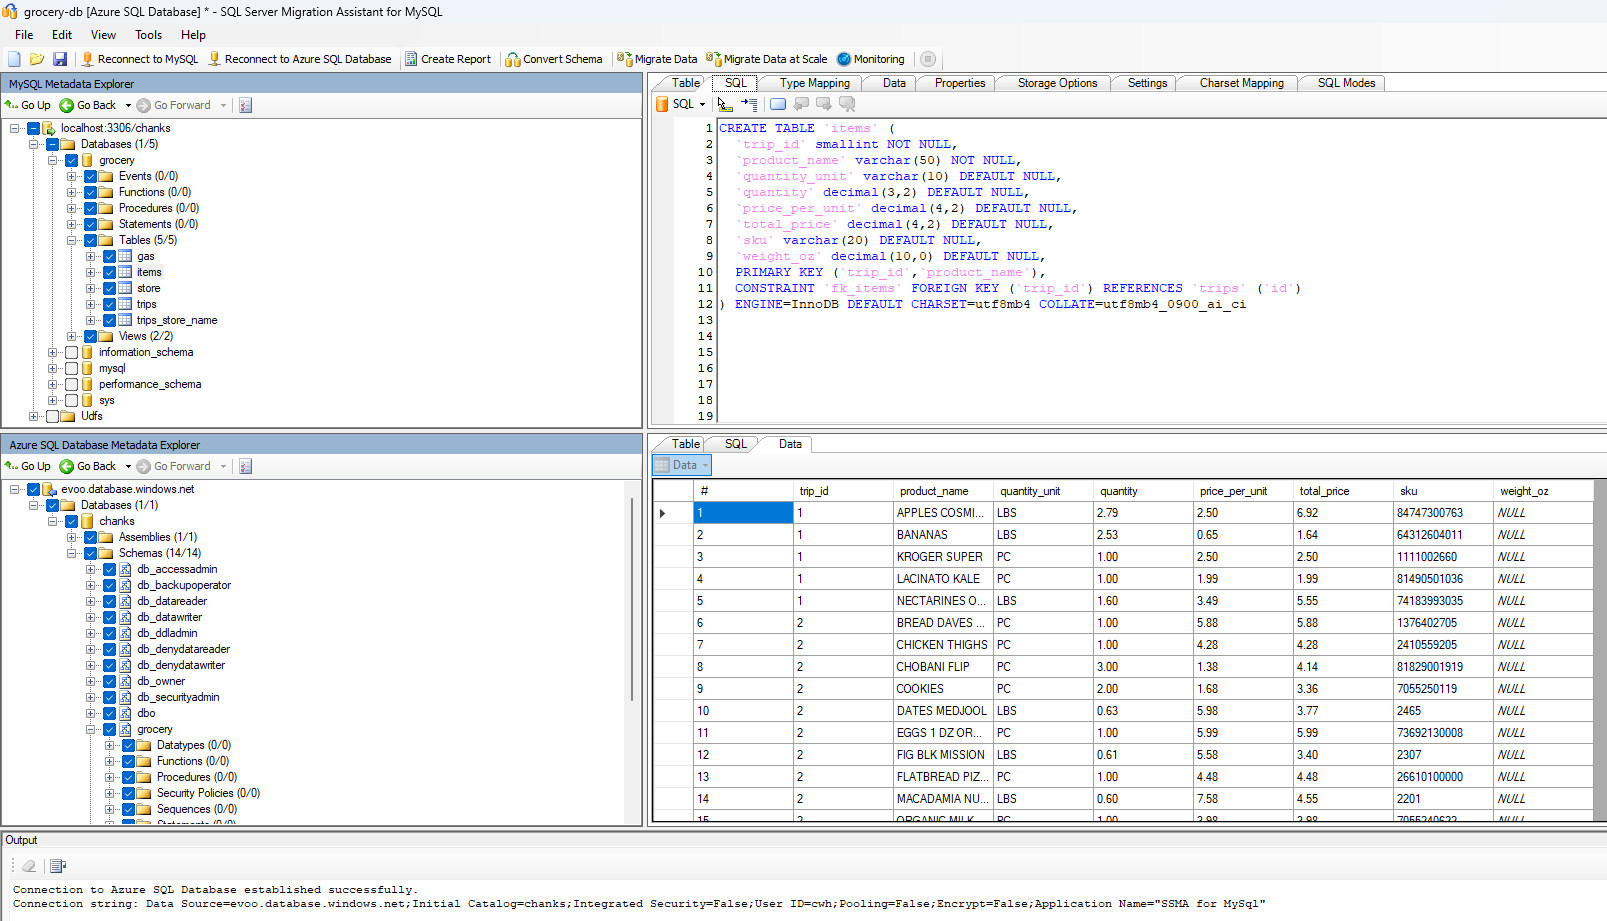 grocery-db [Azure SQL Database] * - SQL Server Migration Assistant for MySQL
File Edit View Tools Help
Reconnect to MySQL Reconnect to Azure SQL Database Create Report Convert Schema Migrate Data Migrate Data at Scale Monitoring
MySQL Metadata Explorer
Go Up Go Back Go Forward
localhost:3306/chanks
Databases (1/5)
grocery
Events (0/0)
Functions (0/0)
Procedures (0/0)
Statements (0/0)
Tables (5/5)
gas
items
store
trips
trips_store_name
Views (2/2)
information_schema
mysql
performance_schema
sys
Udfs
Table SQL Type Mapping Data Properties Storage Options Settings Charset Mapping SQL Modes
SQL
1 CREATE TABLE `items` (
2 `trip_id` smallint NOT NULL,
3 `product_name` varchar(50) NOT NULL,
4 `quantity_unit` varchar(10) DEFAULT NULL,
5 `quantity` decimal(3,2) DEFAULT NULL,
6 `price_per_unit` decimal(4,2) DEFAULT NULL,
7 `total_price` decimal(4,2) DEFAULT NULL,
8 `sku` varchar(20) DEFAULT NULL,
9 `weight_oz` decimal(10,0) DEFAULT NULL,
10 PRIMARY KEY (`trip_id`,`product_name`),
11 CONSTRAINT `fk_items` FOREIGN KEY (`trip_id`) REFERENCES `trips` (`id`)
12 ) ENGINE=InnoDB DEFAULT CHARSET=utf8mb4 COLLATE=utf8mb4_0900_ai_ci
13
14
15
16
17
18
19
Azure SQL Database Metadata Explorer
Go Up Go Back Go Forward
evoo.database.windows.net
Databases (1/1)
chanks
Assemblies (1/1)
Schemas (14/14)
db_accessadmin
db_backupoperator
db_datareader
db_datawriter
db_ddladmin
db_denydatareader
db_denydatawriter
db_owner
db_securityadmin
dbo
grocery
Datatypes (0/0)
Functions (0/0)
Procedures (0/0)
Security Policies (0/0)
Sequences (0/0)
Statements (0/0)
Table SQL Data
Data
# trip_id product_name quantity_unit quantity price_per_unit total_price sku weight_oz
1 1 APPLES COSMI... LBS 2.79 2.50 6.92 84747300763 NULL
2 1 BANANAS LBS 2.53 0.65 1.64 64312604011 NULL
3 1 KROGER SUPER PC 1.00 2.50 2.50 1111002660 NULL
4 1 LACINATO KALE PC 1.00 1.99 1.99 81490501036 NULL
5 1 NECTARINES O... LBS 1.60 3.49 5.55 74183993035 NULL
6 2 BREAD DAVES ... PC 1.00 5.88 5.88 1376402705 NULL
7 2 CHICKEN THIGHS PC 1.00 4.28 4.28 2410559205 NULL
8 2 CHOBANI FLIP PC 3.00 1.38 4.14 81829001919 NULL
9 2 COOKIES PC 2.00 1.68 3.36 7055250119 NULL
10 2 DATES MEDJOOL LBS 0.63 5.98 3.77 2465 NULL
11 2 EGGS 1 DZ OR... PC 1.00 5.99 5.99 73692130008 NULL
12 2 FIG BLK MISSION LBS 0.61 5.58 3.40 2307 NULL
13 2 FLATBREAD PIZ... PC 1.00 4.48 4.48 26610100000 NULL
14 2 MACADAMIA NU... LBS 0.60 7.58 4.55 2201 NULL
15 2 ORGANIC MILK PC 1.00 3.98 3.98 7055240622 NULL
Output
Connection to Azure SQL Database established successfully.
Connection string: Data Source=evoo.database.windows.net;Initial Catalog=chanks;Integrated Security=False;User ID=cwh;Pooling=False;Encrypt=False;Application Name="SSMA for MySql"